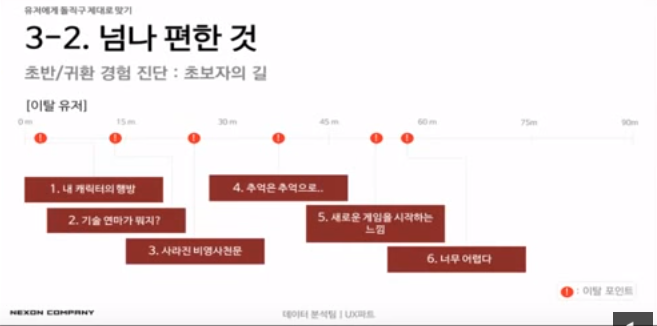 유저에게 돌직구 제대로 맞기
3-2. 넘나 편한 것
초반/귀환 경험 진단 : 초보자의 길
[이탈 유저]
0 m 15 m 30 m 45 m 60 m 75m 90m
1. 내 캐릭터의 행방
2. 기술 연마가 뭐지?
3. 사라진 비영사천문
4. 추억은 추억으로..
5. 새로운 게임을 시작하는
느낌
6. 너무 어렵다
! : 이탈 포인트
NEXON COMPANY
데이터 분석팀 | UX파트